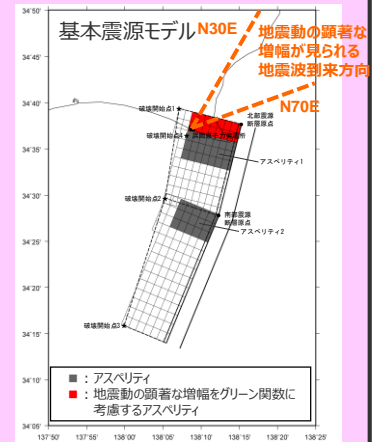 34°50'
基本震源モデル
N30E
地震動の顕著な
増幅が見られる
地震波到来方向
N70E
34°45'
34°40'
破壊開始点1
北部震源
断層原点
破壊開始点4
アスペリティ1
34°35'
34°30'
破壊開始点2
南部震源
断層原点
アスペリティ2
34°25'
34°20'
破壊開始点3
34°15'
34°10'
■：アスペリティ
■：地震動の顕著な増幅をグリーン関数に
考慮するアスペリティ
34°05'
137°50' 137°55' 138°00' 138°05' 138°10' 138°15' 138°20' 138°25'